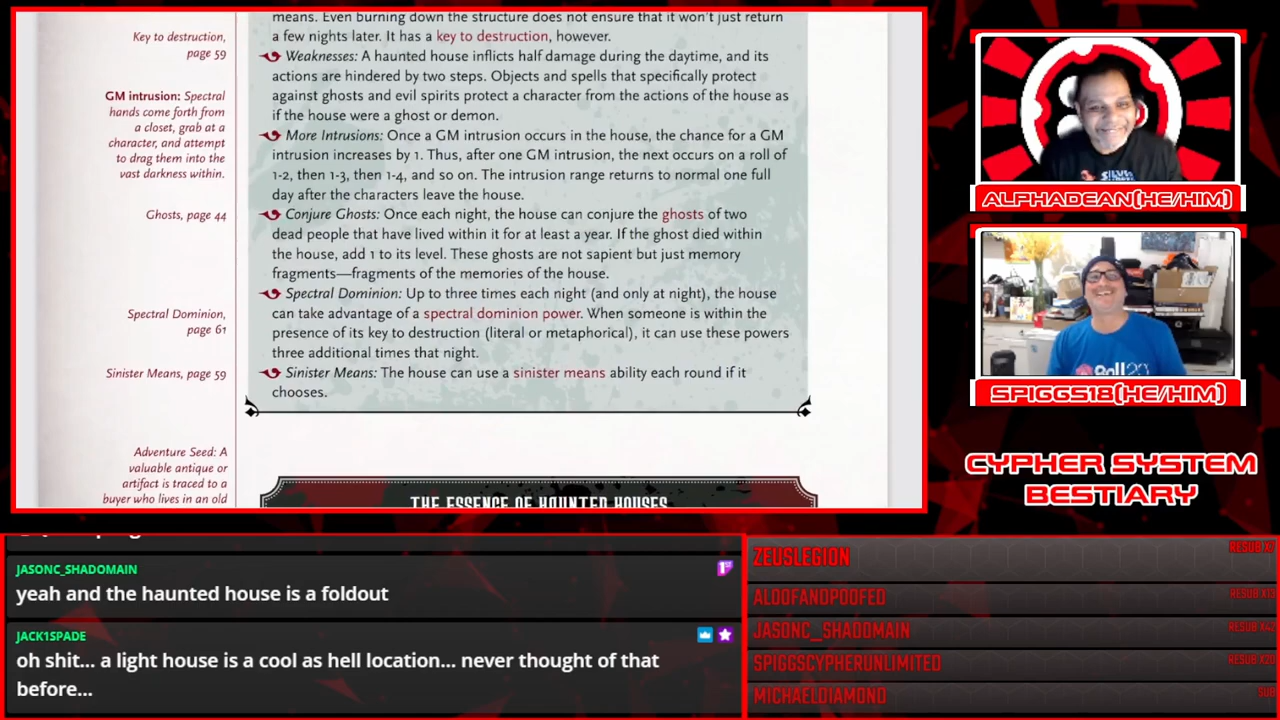 means. Even burning down the structure does not ensure that it won't just return
a few nights later. It has a key to destruction, however.
Weaknesses: A haunted house inflicts half damage during the daytime, and its
actions are hindered by two steps. Objects and spells that specifically protect
against ghosts and evil spirits protect a character from the actions of the house as
if the house were a ghost or demon.
More Intrusions: Once a GM intrusion occurs in the house, the chance for a GM
intrusion increases by 1. Thus, after one GM intrusion, the next occurs on a roll of
1-2, then 1-3, then 1-4, and so on. The intrusion range returns to normal one full
day after the characters leave the house.
Conjure Ghosts: Once each night, the house can conjure the ghosts of two
dead people that have lived within it for at least a year. If the ghost died within
the house, add 1 to its level. These ghosts are not sapient but just memory
fragments—fragments of the memories of the house.
Spectral Dominion: Up to three times each night (and only at night), the house
can take advantage of a spectral dominion power. When someone is within the
presence of its key to destruction (literal or metaphorical), it can use these powers
three additional times that night.
Sinister Means: The house can use a sinister means ability each round if it
chooses.
THE ESSENCE OF HAUNTED HOUSES
Key to destruction,
page 59
GM intrusion: Spectral
hands come forth from
a closet, grab at a
character, and attempt
to drag them into the
vast darkness within.
Ghosts, page 44
Spectral Dominion,
page 61
Sinister Means, page 59
Adventure Seed: A
valuable antique or
artifact is traced to a
buyer who lives in an old
ALPHADEAN(HE/HIM)
SPIGGS18(HE/HIM)
CYPHER SYSTEM
BESTIARY
JASONC_SHADOMAIN
yeah and the haunted house is a foldout
JACK1SPADE
oh shit... a light house is a cool as hell location... never thought of that
before...
ZEUSLEGION
RESUB X7
ALOOFANDPOOFED
RESUB X13
JASONC_SHADOMAIN
RESUB X47
SPIGGSCYPHERUNLIMITED
RESUB X20
MICHAELDIAMOND
SUB